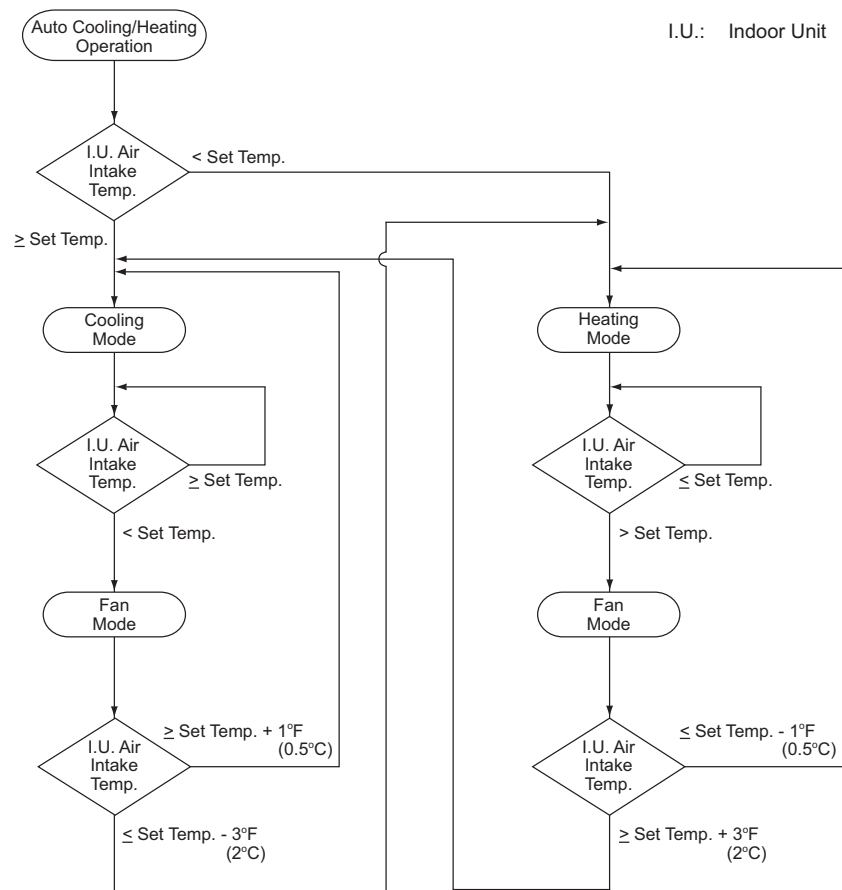 Auto Cooling/Heating
Operation
I.U.: Indoor Unit
I.U. Air
Intake
Temp.
< Set Temp.
≥ Set Temp.
Cooling
Mode
Heating
Mode
I.U. Air
Intake
Temp.
≥ Set Temp.
< Set Temp.
I.U. Air
Intake
Temp.
≤ Set Temp.
> Set Temp.
Fan
Mode
Fan
Mode
I.U. Air
Intake
Temp.
≥ Set Temp. + 1°F
(0.5°C)
≤ Set Temp. - 3°F
(2°C)
I.U. Air
Intake
Temp.
≤ Set Temp. - 1°F
(0.5°C)
≥ Set Temp. + 3°F
(2°C)